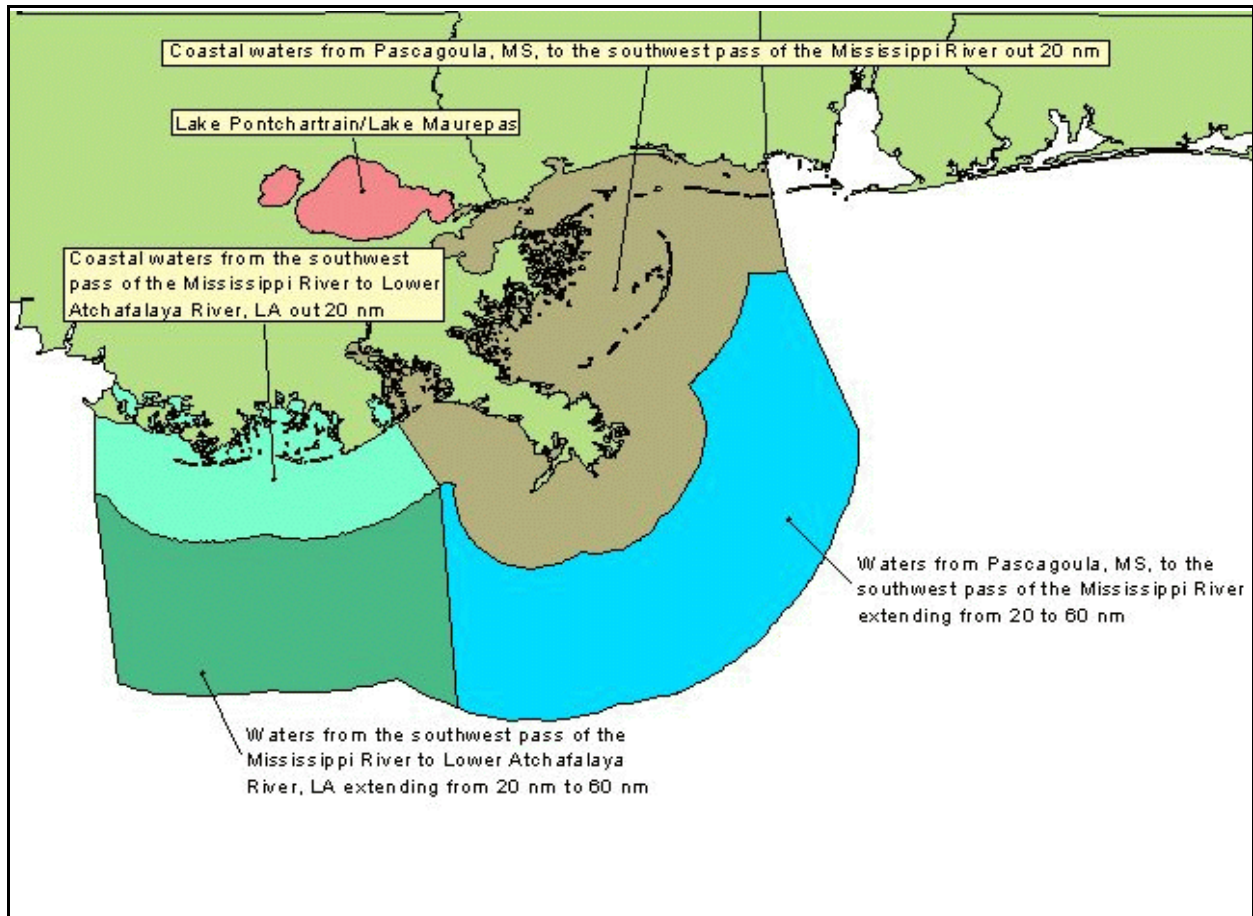 Coastal waters from Pascagoula, MS, to the southwest pass of the Mississippi River out 20 nm
Lake Pontchartrain/Lake Maurepas
Coastal waters from the southwest
pass of the Mississippi River to Lower
Atchafalaya River, LA out 20 nm
Waters from Pascagoula, MS, to the
southwest pass of the Mississippi River
extending from 20 to 60 nm
Waters from the southwest pass of the
Mississippi River to Lower Atchafalaya
River, LA extending from 20 nm to 60 nm